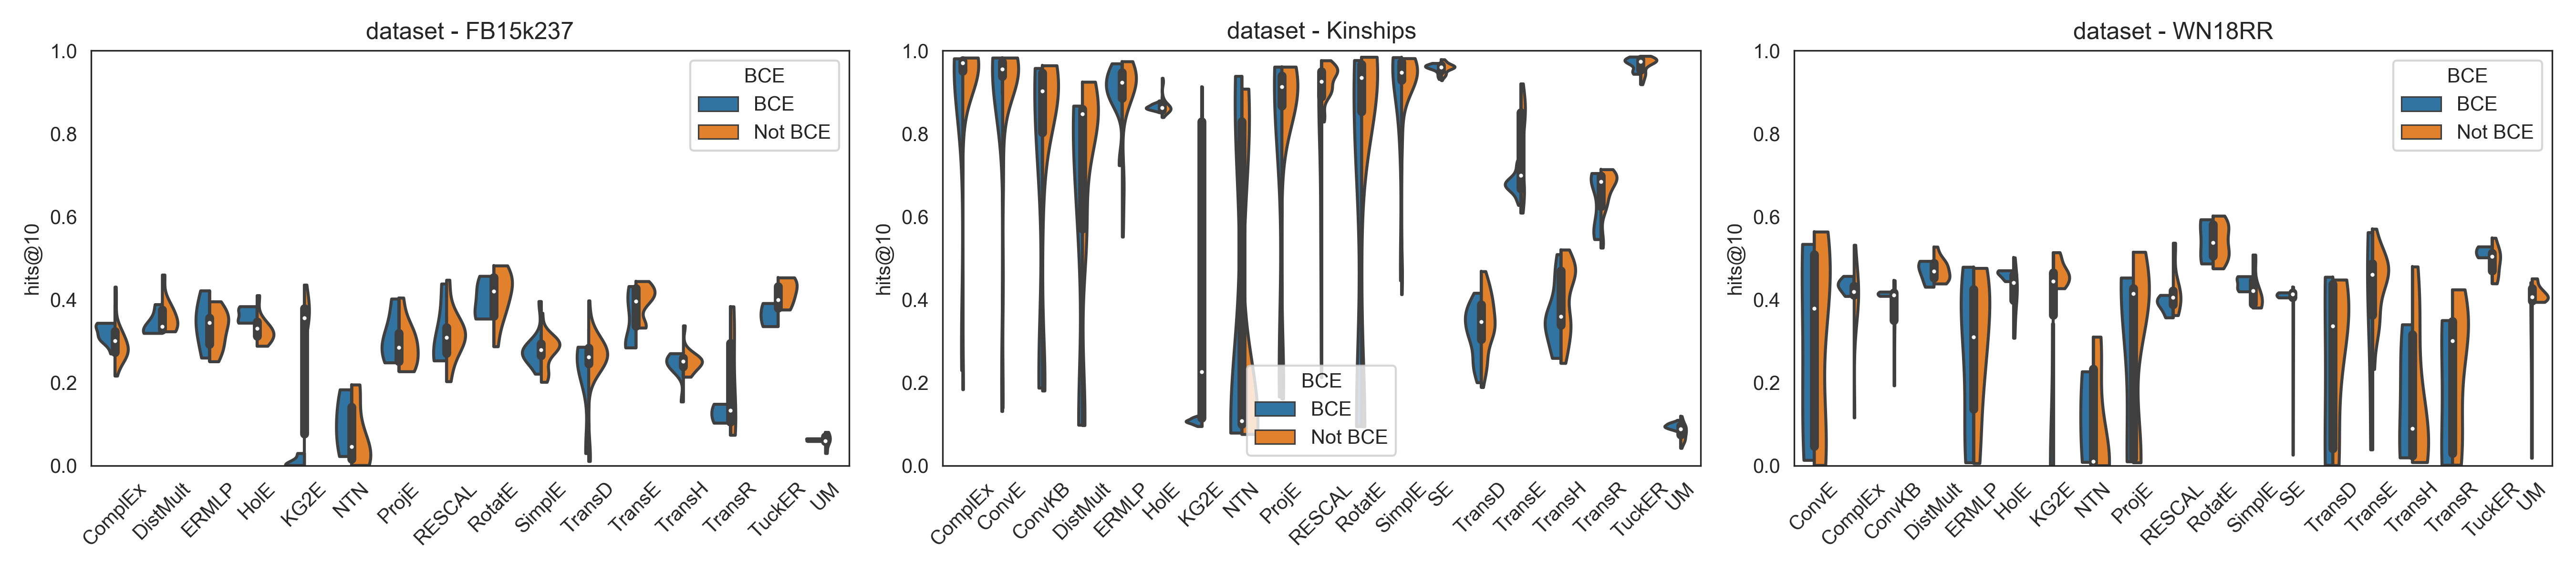 dataset - FB15k237
hits@10
1.0
0.8
0.6
0.4
0.2
0.0
BCE
BCE
Not BCE
ComplEx
DistMult
ERMLP
HolE
KG2E
NTN
ProjE
RESCAL
RotatE
SimplE
TransD
TransE
TransH
TransR
TuckER
UM
dataset - Kinships
hits@10
1.0
0.8
0.6
0.4
0.2
0.0
BCE
BCE
Not BCE
ComplEx
ConvE
ConvKB
DistMult
ERMLP
HolE
KG2E
NTN
ProjE
RESCAL
RotatE
SimplE
SE
TransD
TransE
TransH
TransR
TuckER
UM
dataset - WN18RR
hits@10
1.0
0.8
0.6
0.4
0.2
0.0
BCE
BCE
Not BCE
ConvE
ComplEx
ConvKB
DistMult
ERMLP
HolE
KG2E
NTN
ProjE
RESCAL
RotatE
SimplE
SE
TransD
TransE
TransH
TransR
TuckER
UM